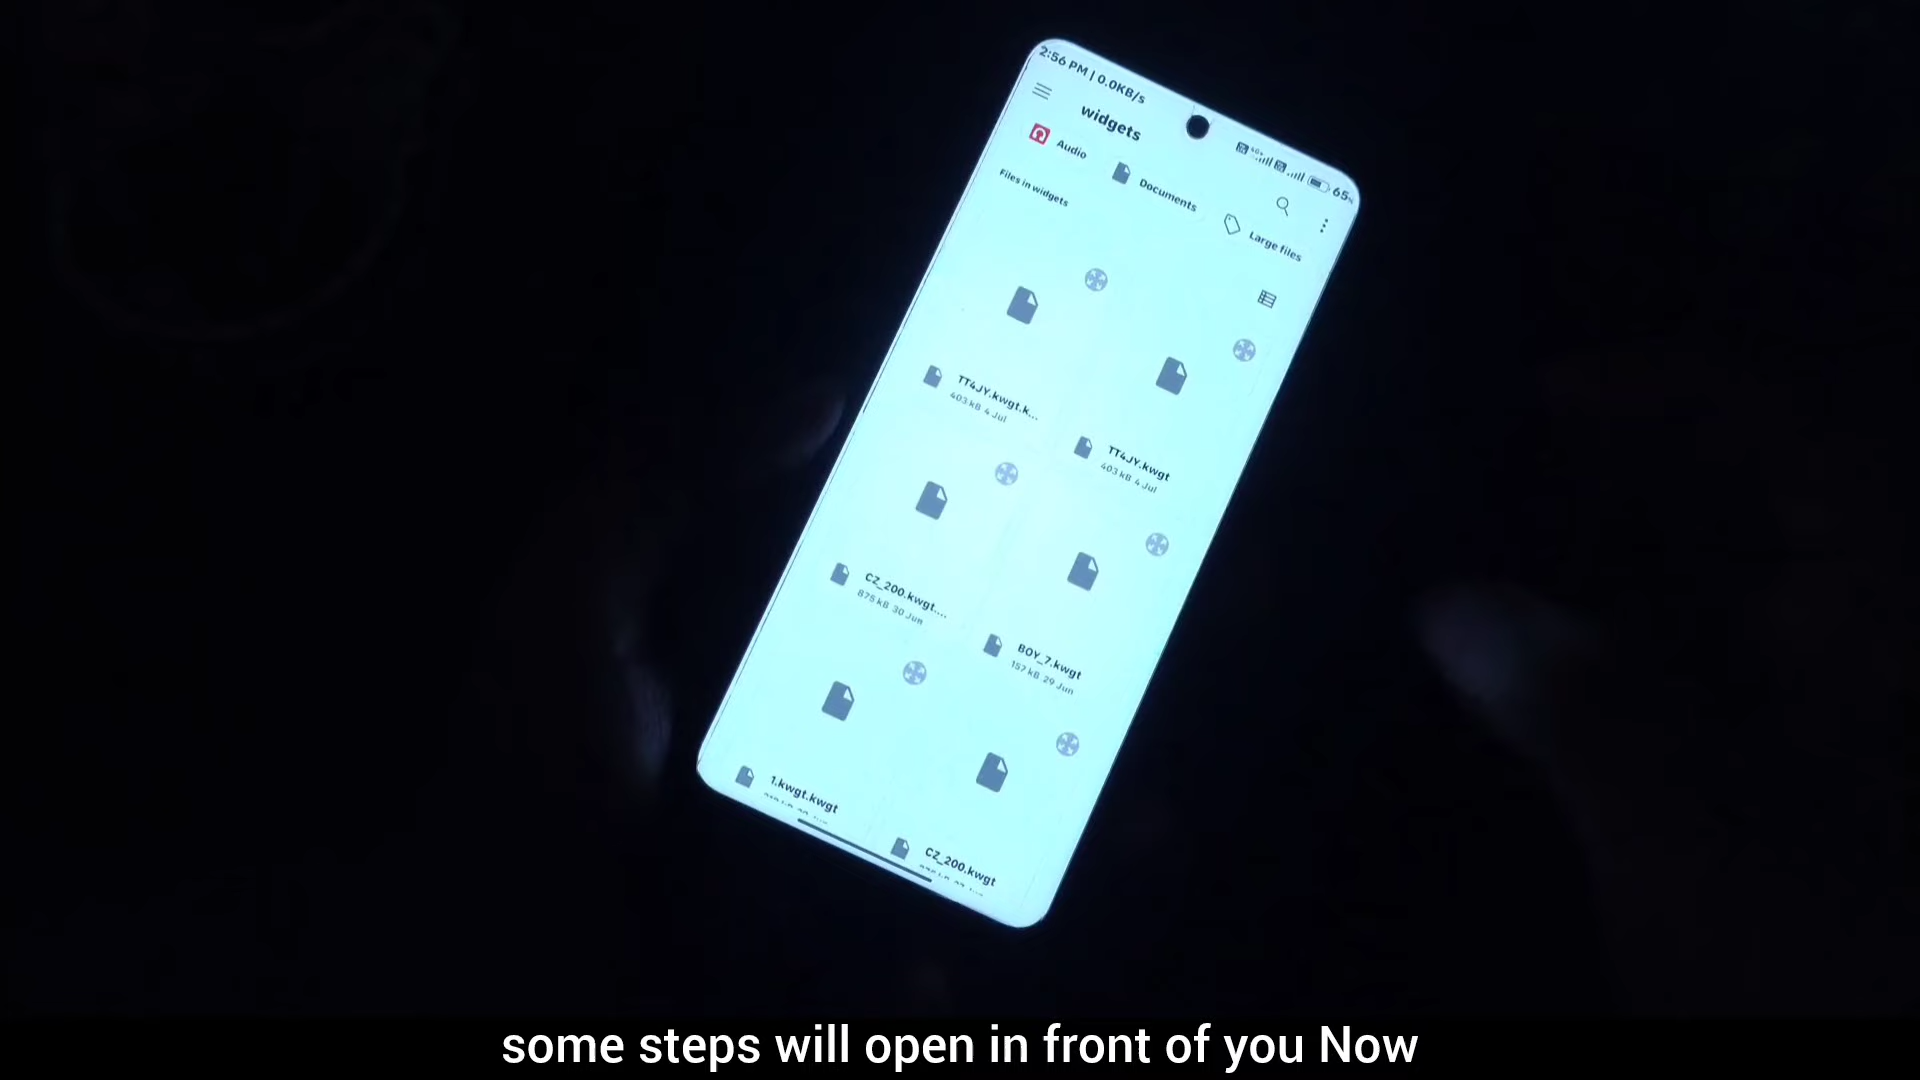 2:56 PM | 0.0KB/s
65%
widgets
Audio
Documents
Large files
Files in widgets
TT4JY.kwgt.k...
403 kB 4 Jul
TT4JY.kwgt
403 kB 4 Jul
CZ_200.kwgt....
875 kB 30 Jun
BOY_7.kwgt
157 kB 29 Jun
1.kwgt.kwgt
CZ_200.kwgt
some steps will open in front of you Now